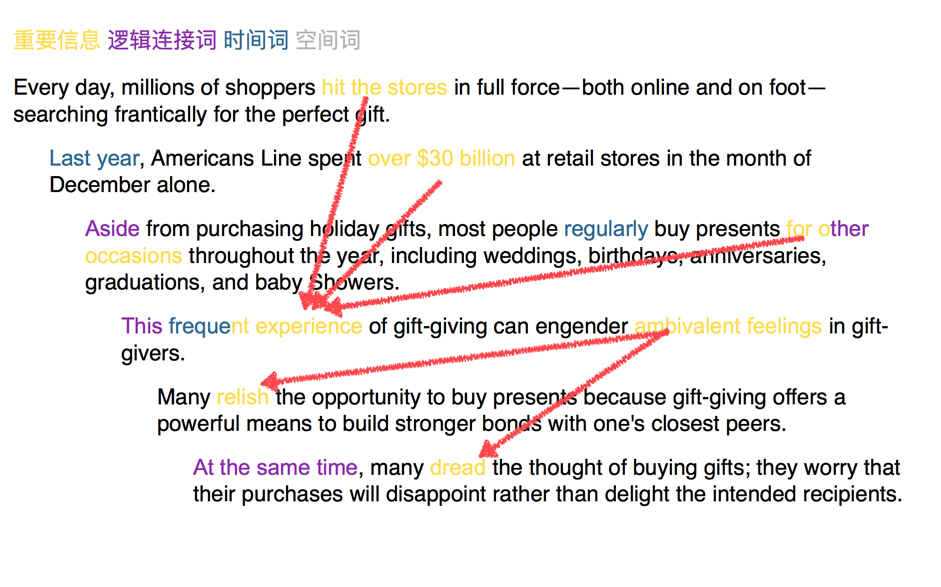 重要信息 逻辑连接词 时间词 空间词
Every day, millions of shoppers hit the stores in full force—both online and on foot—
searching frantically for the perfect gift.
Last year, Americans Line spent over $30 billion at retail stores in the month of
December alone.
Aside from purchasing holiday gifts, most people regularly buy presents for other
occasions throughout the year, including weddings, birthdays, anniversaries,
graduations, and baby Showers.
This frequent experience of gift-giving can engender ambivalent feelings in gift-
givers.
Many relish the opportunity to buy presents because gift-giving offers a
powerful means to build stronger bonds with one's closest peers.
At the same time, many dread the thought of buying gifts; they worry that
their purchases will disappoint rather than delight the intended recipients.